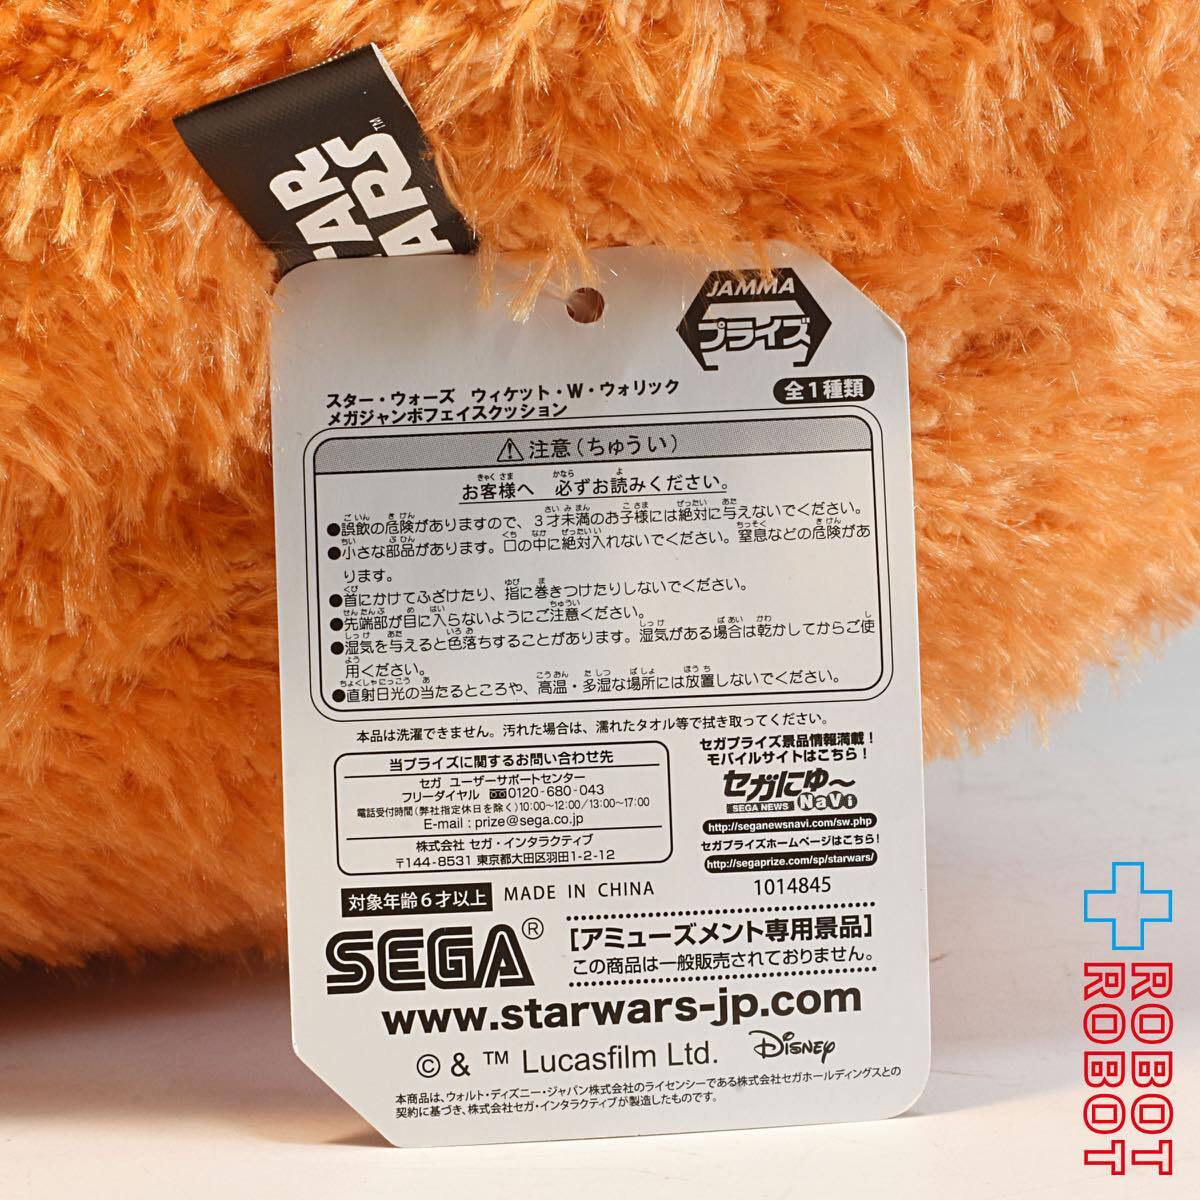 STAR
WARS™
JAMMA
プライズ
スター・ウォーズ ウィケット・W・ウォリック
メガジャンボフェイスクッション
全1種類
⚠注意(ちゅうい)
お客様へ 必ずお読みください。
●誤飲の危険がありますので、3才未満のお子様には絶対に与えないでください。
●小さな部品があります。口の中に絶対入れないでください。窒息などの危険があ
ります。
●首にかけてふざけたり、指に巻きつけたりしないでください。
●先端部が目に入らないようにご注意ください。
●湿気を与えると色落ちすることがあります。湿気がある場合は乾かしてからご使
用ください。
●直射日光の当たるところや、高温・多湿な場所には放置しないでください。
本品は洗濯できません。汚れた場合は、濡れたタオル等で拭き取ってください。
当プライズに関するお問い合わせ先
セガ ユーザーサポートセンター
フリーダイヤル 0120-680-043
電話受付時間(弊社指定休日を除く)10:00～12:00/13:00～17:00
E-mail : prize@sega.co.jp
株式会社 セガ・インタラクティブ
〒144-8531 東京都大田区羽田1-2-12
セガプライズ景品情報満載!
モバイルサイトはこちら!
セガにゅ～
SEGA NEWS NaVi
http://seganewsnavi.com/sw.php
セガプライズホームページはこちら!
http://segaprize.com/sp/starwars/
1014845
対象年齢6才以上 MADE IN CHINA
SEGA®
[アミューズメント専用景品]
この商品は一般販売されておりません。
www.starwars-jp.com
© & ™ Lucasfilm Ltd. Disney
本商品は、ウォルト・ディズニー・ジャパン株式会社のライセンシーである株式会社セガホールディングスとの
契約に基づき、株式会社セガ・インタラクティブが製造したものです。
ROBOT
ROBOT